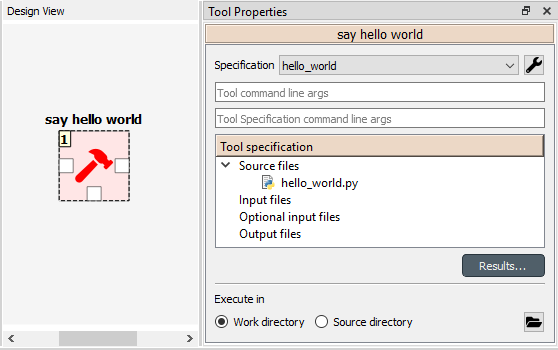 Design View
say hello world
1
Tool Properties
say hello world
Specification hello_world
Tool command line args
Tool Specification command line args
Tool specification
Source files
hello_world.py
Input files
Optional input files
Output files
Results...
Execute in
Work directory Source directory